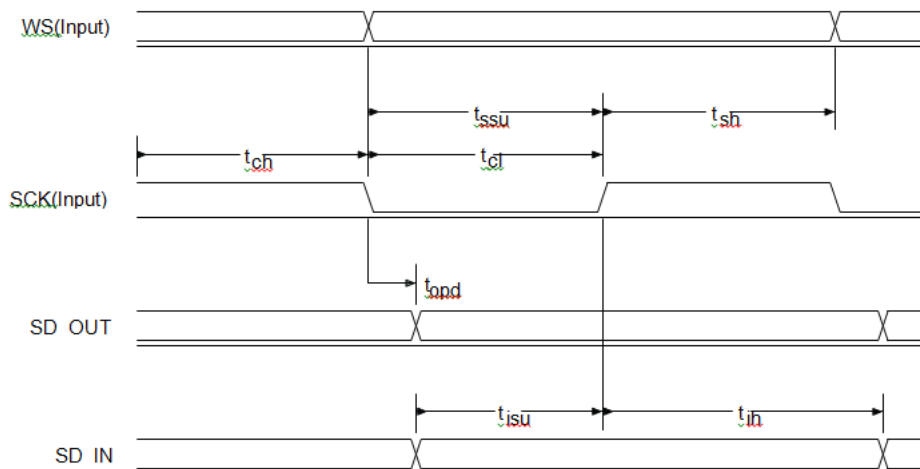 WS(Input)
tssu
tsh
tch
tcl
SCK(Input)
topd
SD OUT
tisu
tih
SD IN